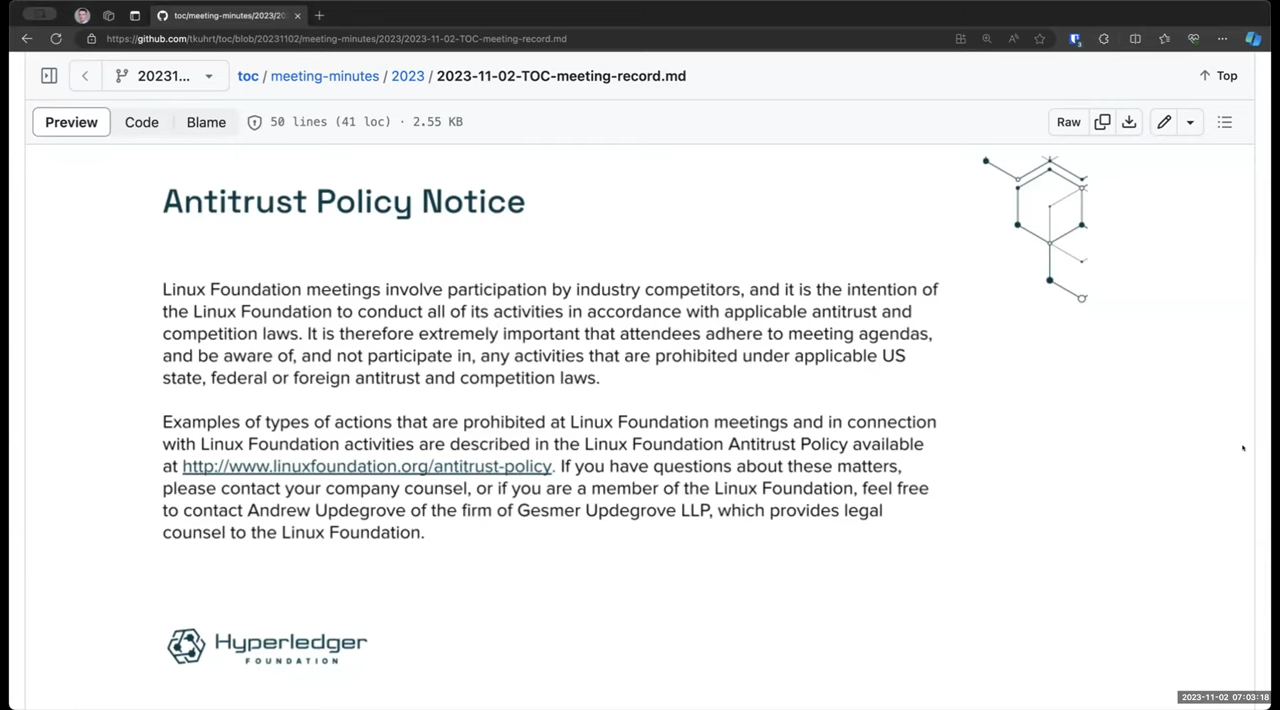 toc/meeting-minutes/2023/20
https://github.com/tkuhrt/toc/blob/20231102/meeting-minutes/2023/2023-11-02-TOC-meeting-record.md
20231... toc / meeting-minutes / 2023 / 2023-11-02-TOC-meeting-record.md Top
Preview Code Blame 50 lines (41 loc) · 2.55 KB Raw
Antitrust Policy Notice
Linux Foundation meetings involve participation by industry competitors, and it is the intention of
the Linux Foundation to conduct all of its activities in accordance with applicable antitrust and
competition laws. It is therefore extremely important that attendees adhere to meeting agendas,
and be aware of, and not participate in, any activities that are prohibited under applicable US
state, federal or foreign antitrust and competition laws.
Examples of types of actions that are prohibited at Linux Foundation meetings and in connection
with Linux Foundation activities are described in the Linux Foundation Antitrust Policy available
at http://www.linuxfoundation.org/antitrust-policy. If you have questions about these matters,
please contact your company counsel, or if you are a member of the Linux Foundation, feel free
to contact Andrew Updegrove of the firm of Gesmer Updegrove LLP, which provides legal
counsel to the Linux Foundation.
Hyperledger
FOUNDATION
2023-11-02 07:03:18